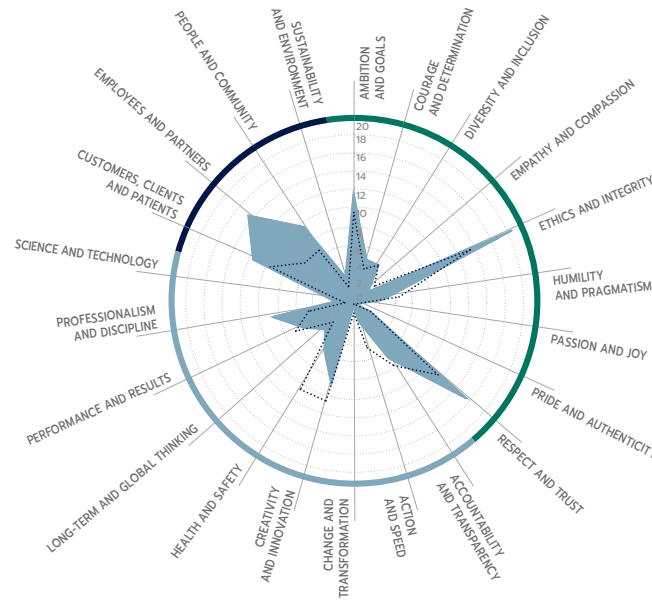 AMBITION
AND GOALS
COURAGE
AND DETERMINATION
DIVERSITY AND INCLUSION
EMPATHY AND COMPASSION
ETHICS AND INTEGRITY
HUMILITY
AND PRAGMATISM
PASSION AND JOY
PRIDE AND AUTHENTICITY
RESPECT AND TRUST
ACCOUNTABILITY
AND TRANSPARENCY
ACTION
AND SPEED
CHANGE AND
TRANSFORMATION
CREATIVITY
AND INNOVATION
HEALTH AND SAFETY
LONG-TERM AND GLOBAL THINKING
PERFORMANCE AND RESULTS
PROFESSIONALISM
AND DISCIPLINE
SCIENCE AND TECHNOLOGY
CUSTOMERS, CLIENTS
AND PATIENTS
EMPLOYEES AND PARTNERS
PEOPLE AND COMMUNITY
SUSTAINABILITY
AND ENVIRONMENT
20
18
16
14
12
10
4
2